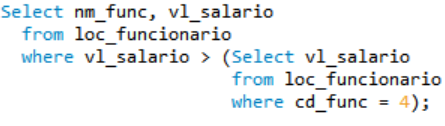 Select nm_func, vl_salario
from loc_funcionario
where vl_salario > (Select vl_salario
from loc_funcionario
where cd_func = 4);